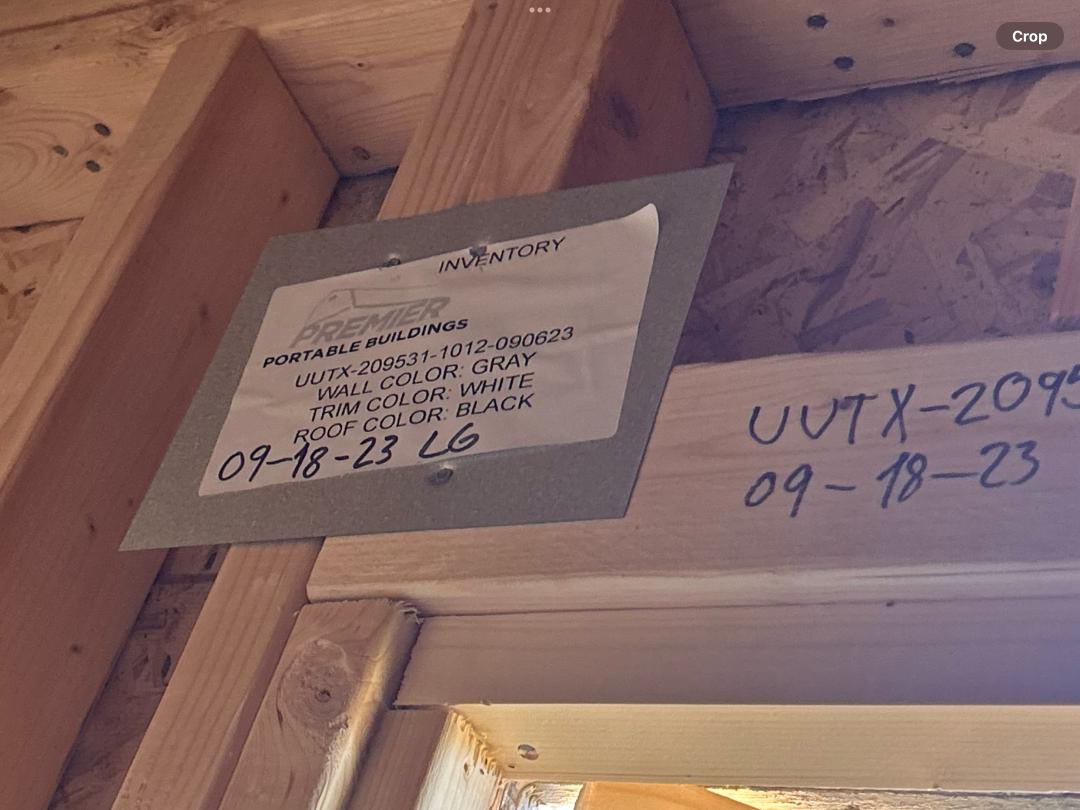 Crop
INVENTORY
PREMIER
PORTABLE BUILDINGS
UUTX-209531-1012-090623
WALL COLOR: GRAY
TRIM COLOR: WHITE
ROOF COLOR: BLACK
09-18-23 LG
UUTX-2095
09-18-23